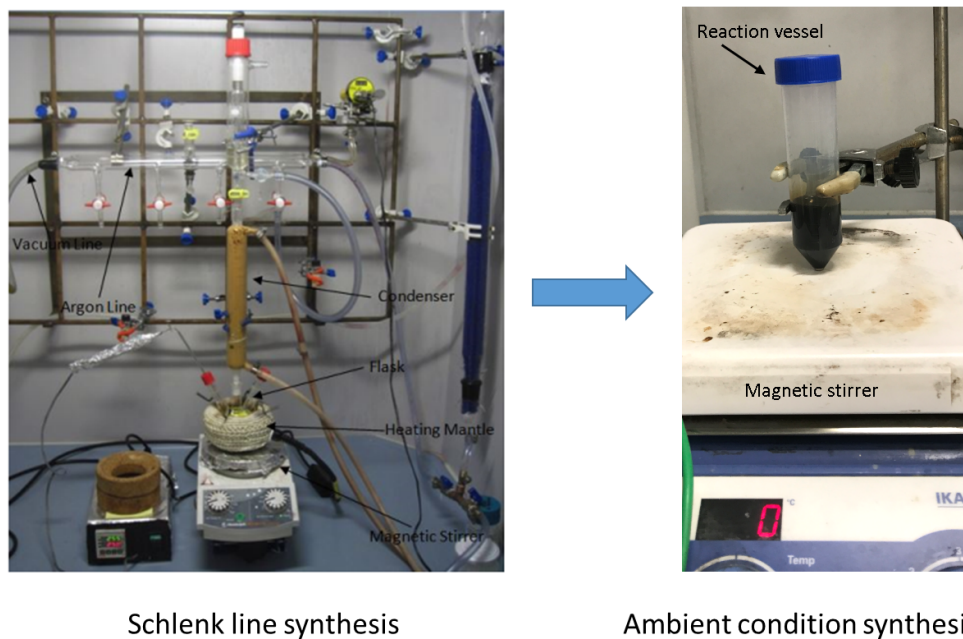 Reaction vessel
Vacuum Line
Argon Line
Condenser
Flask
Heating Mantle
Magnetic Stirrer
Magnetic stirrer
°C
0
IKA
Temp
Schlenk line synthesis
Ambient condition synthesi